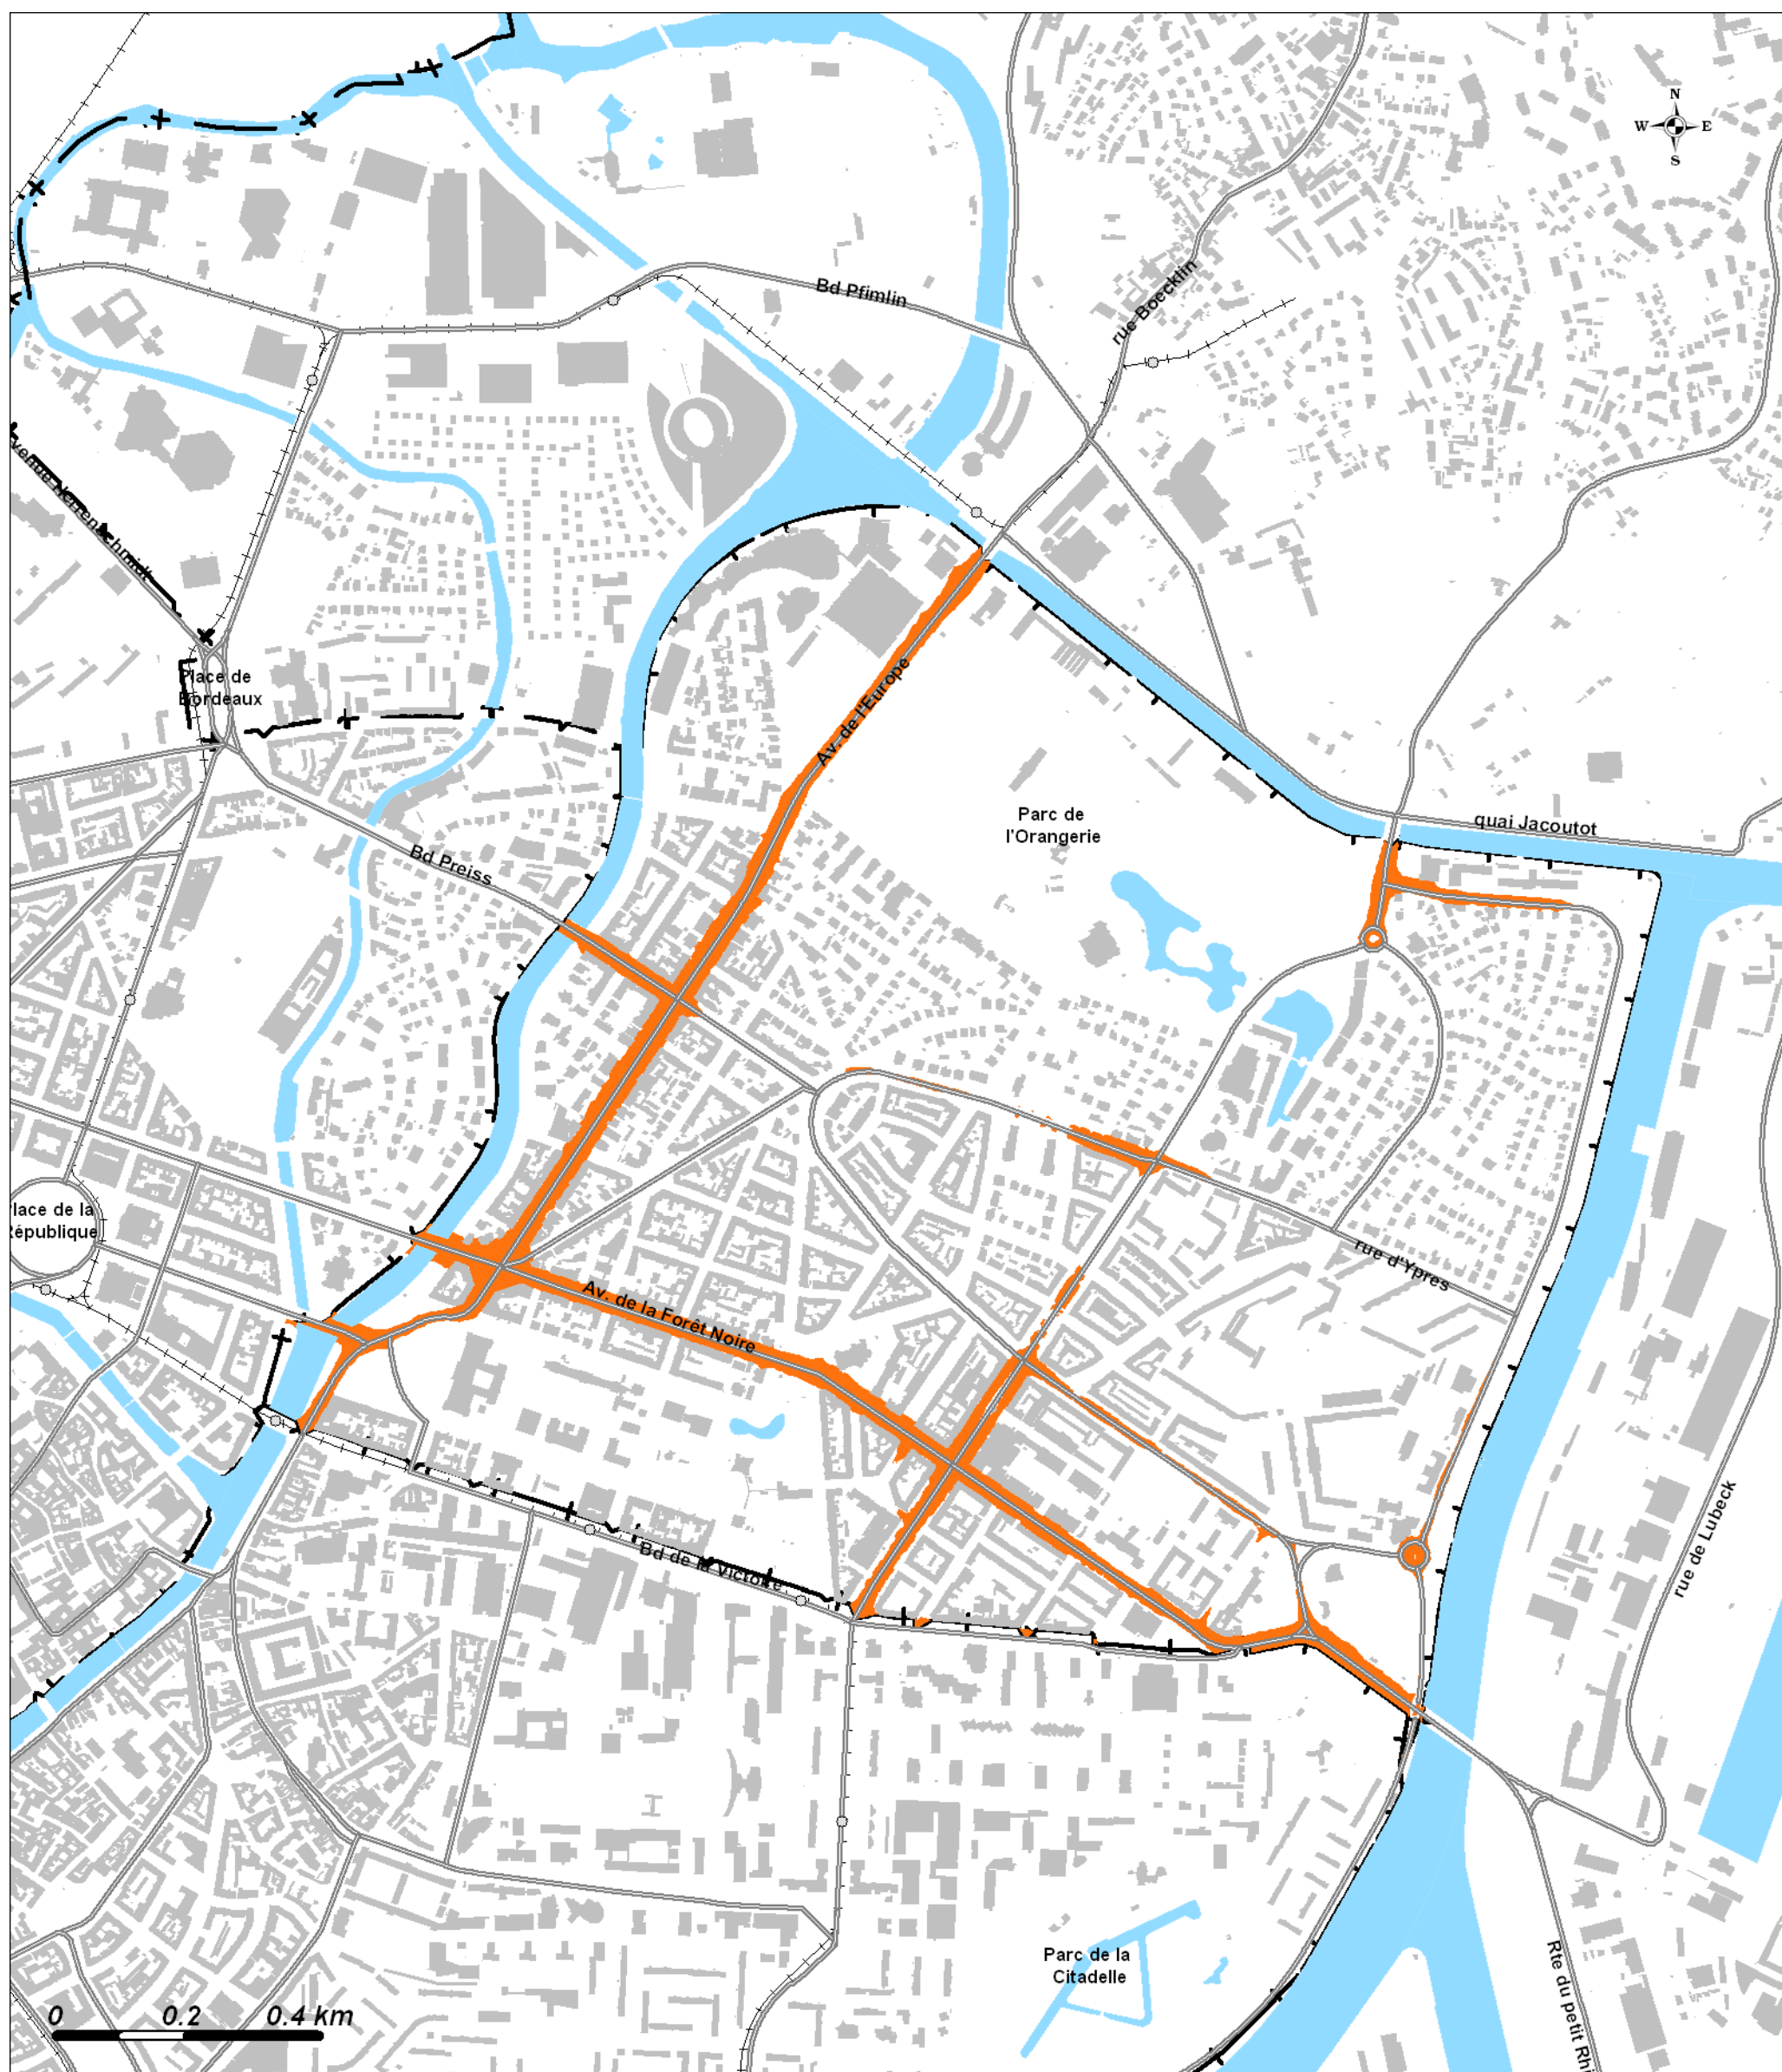 N
W E
S
Bd Pfimlin
rue Boecklin
Place de
Bordeaux
Av. de l'Europe
Parc de
l'Orangerie
quai Jacoutot
Bd Preiss
lace de la
République
rue d'Ypres
Av. de la Forêt Noire
Bd de la Victoire
rue de Lubeck
Parc de la
Citadelle
Rte du petit Rhi
0 0.2 0.4 km